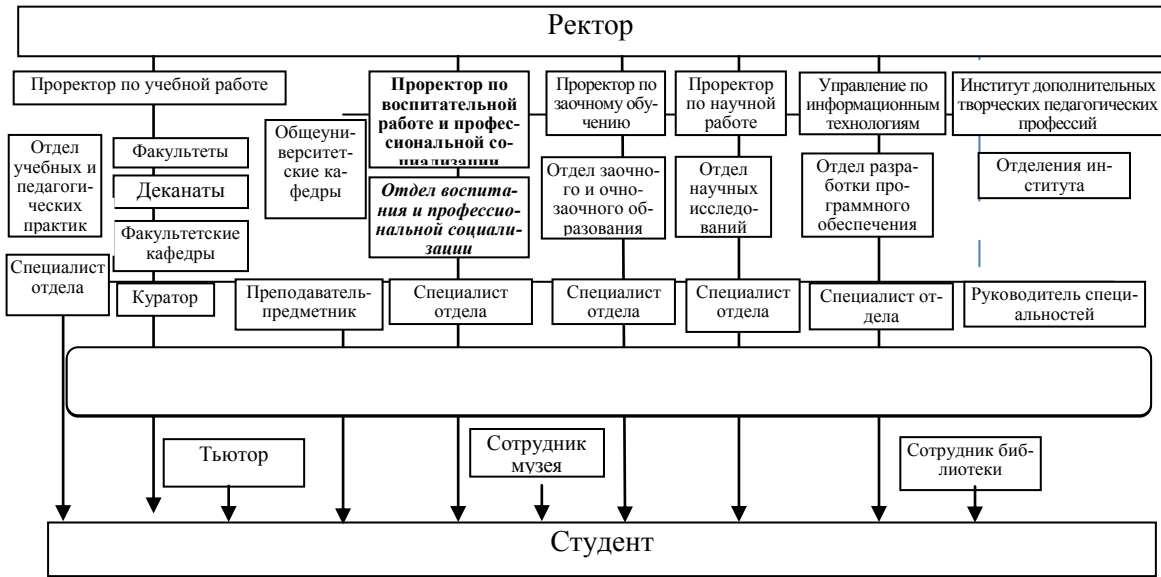 Ректор
Проректор по учебной работе
Проректор по
воспитательной
работе и профес-
сиональной со-
циализации
Проректор по
заочному обу-
чению
Проректор
по научной
работе
Управление по
информационным
технологиям
Институт дополнительных
творческих педагогических
профессий
Отдел
учебных и
педагоги-
ческих
практик
Факультеты
Деканаты
Факультетские
кафедры
Общеуни-
верситет-
ские ка-
федры
Отдел воспита-
ния и профессио-
нальной социали-
зации
Отдел заочно-
го и очно-
заочного об-
разования
Отдел
научных
исследо-
ваний
Отдел разра-
ботки про-
граммного
обеспечения
Отделения ин-
ститута
Специалист
отдела
Куратор
Преподаватель-
предметник
Специалист
отдела
Специалист
отдела
Специалист
отдела
Специалист от-
дела
Руководитель специ-
альностей
Тьютор
Сотрудник
музея
Сотрудник биб-
лиотеки
Студент